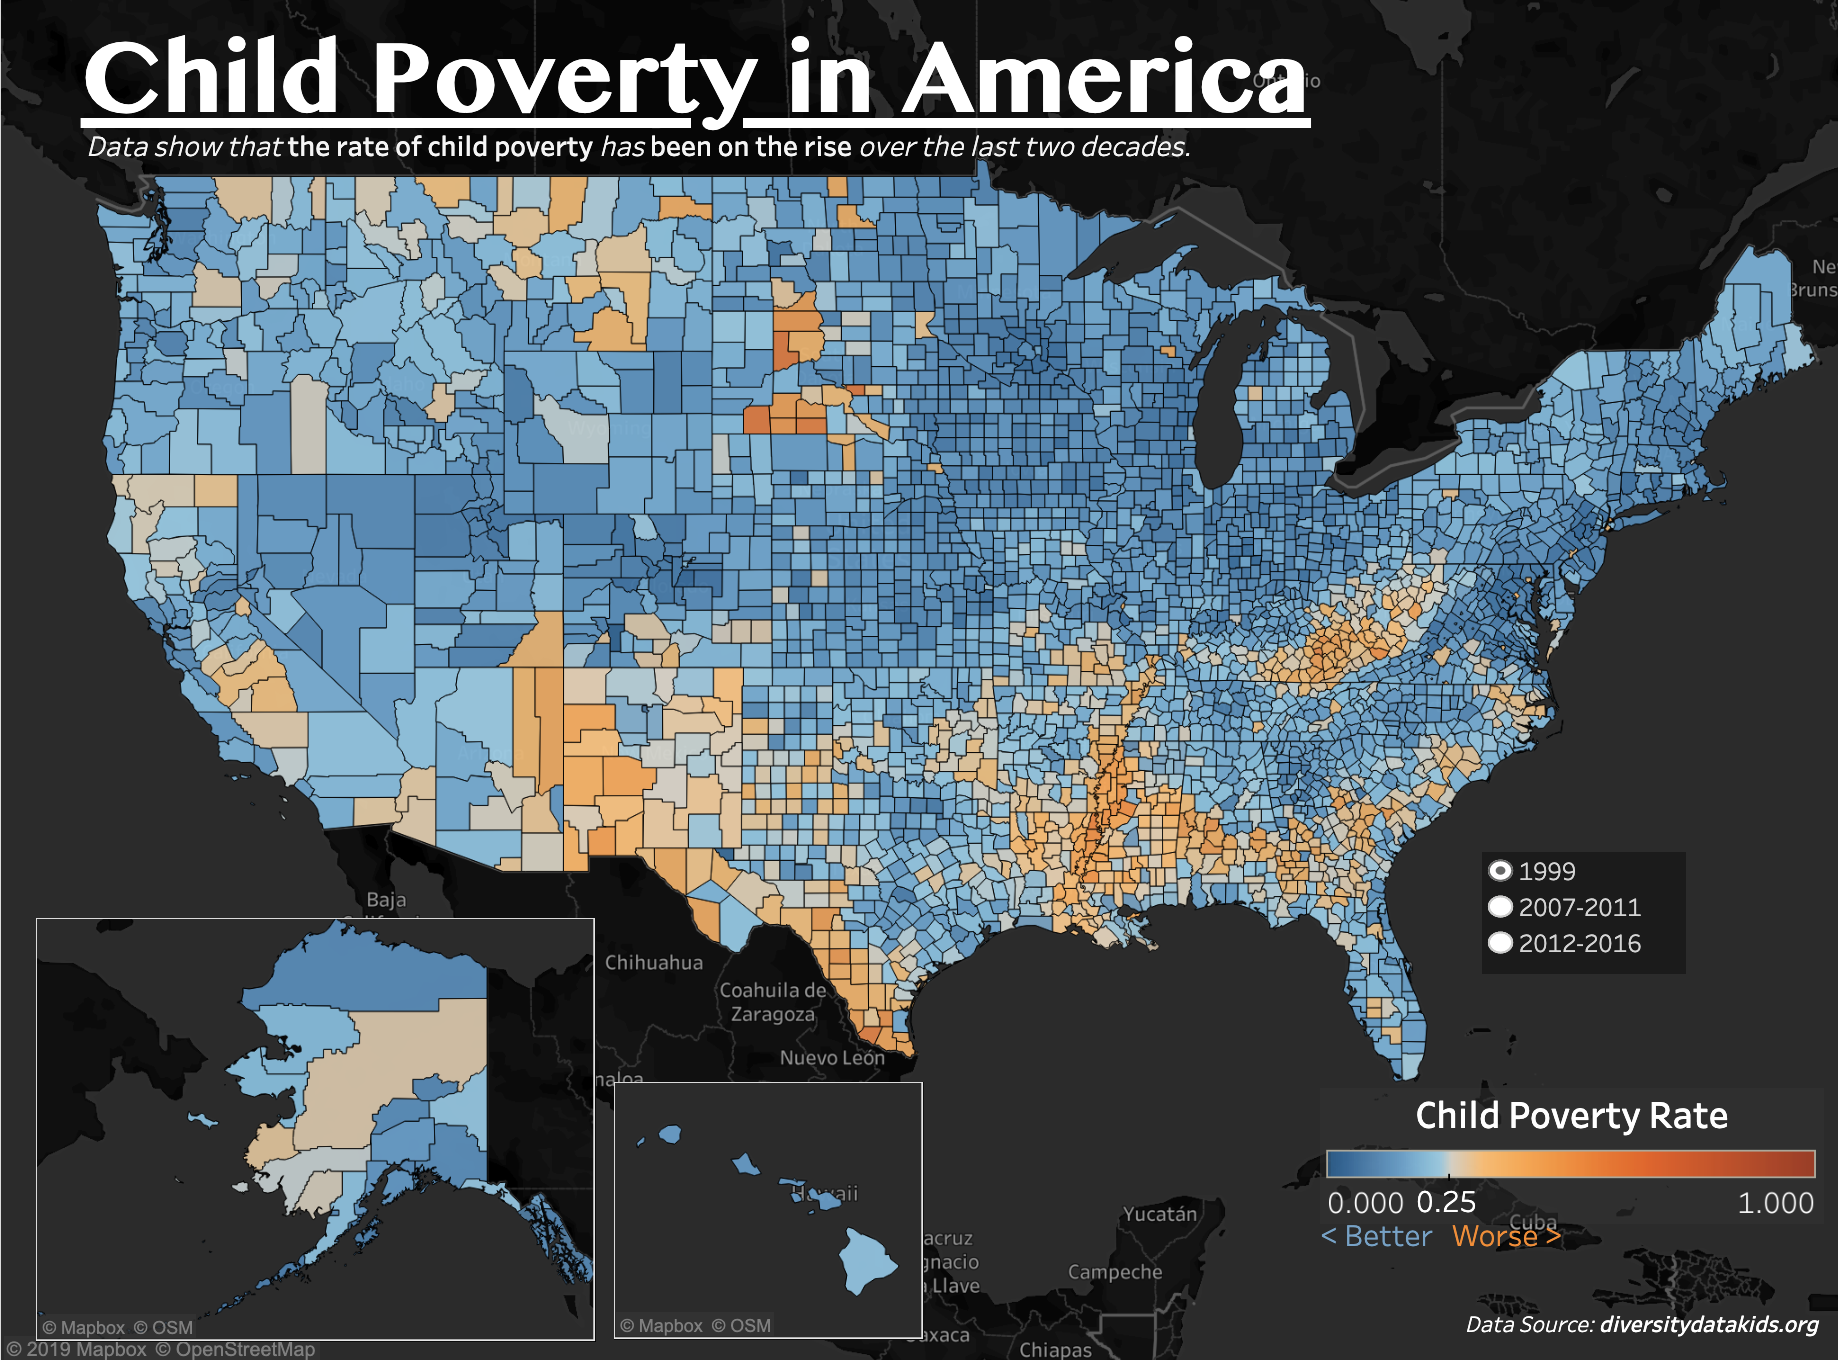 Child Poverty in America
Data show that the rate of child poverty has been on the rise over the last two decades.
Ontario
1999
2007-2011
2012-2016
Baja
Chihuahua
Coahuila de
Zaragoza
Nuevo León
naloa
Hawaii
Child Poverty Rate
0.000 0.25 1.000
< Better Worse >
Cuba
Yucatán
Campeche
acruz
gnacio
a Llave
Oaxaca
Chiapas
Ne
Bruns
Wyoming
© Mapbox © OSM
© Mapbox © OSM
© 2019 Mapbox © OpenStreetMap
Data Source: diversitydatakids.org